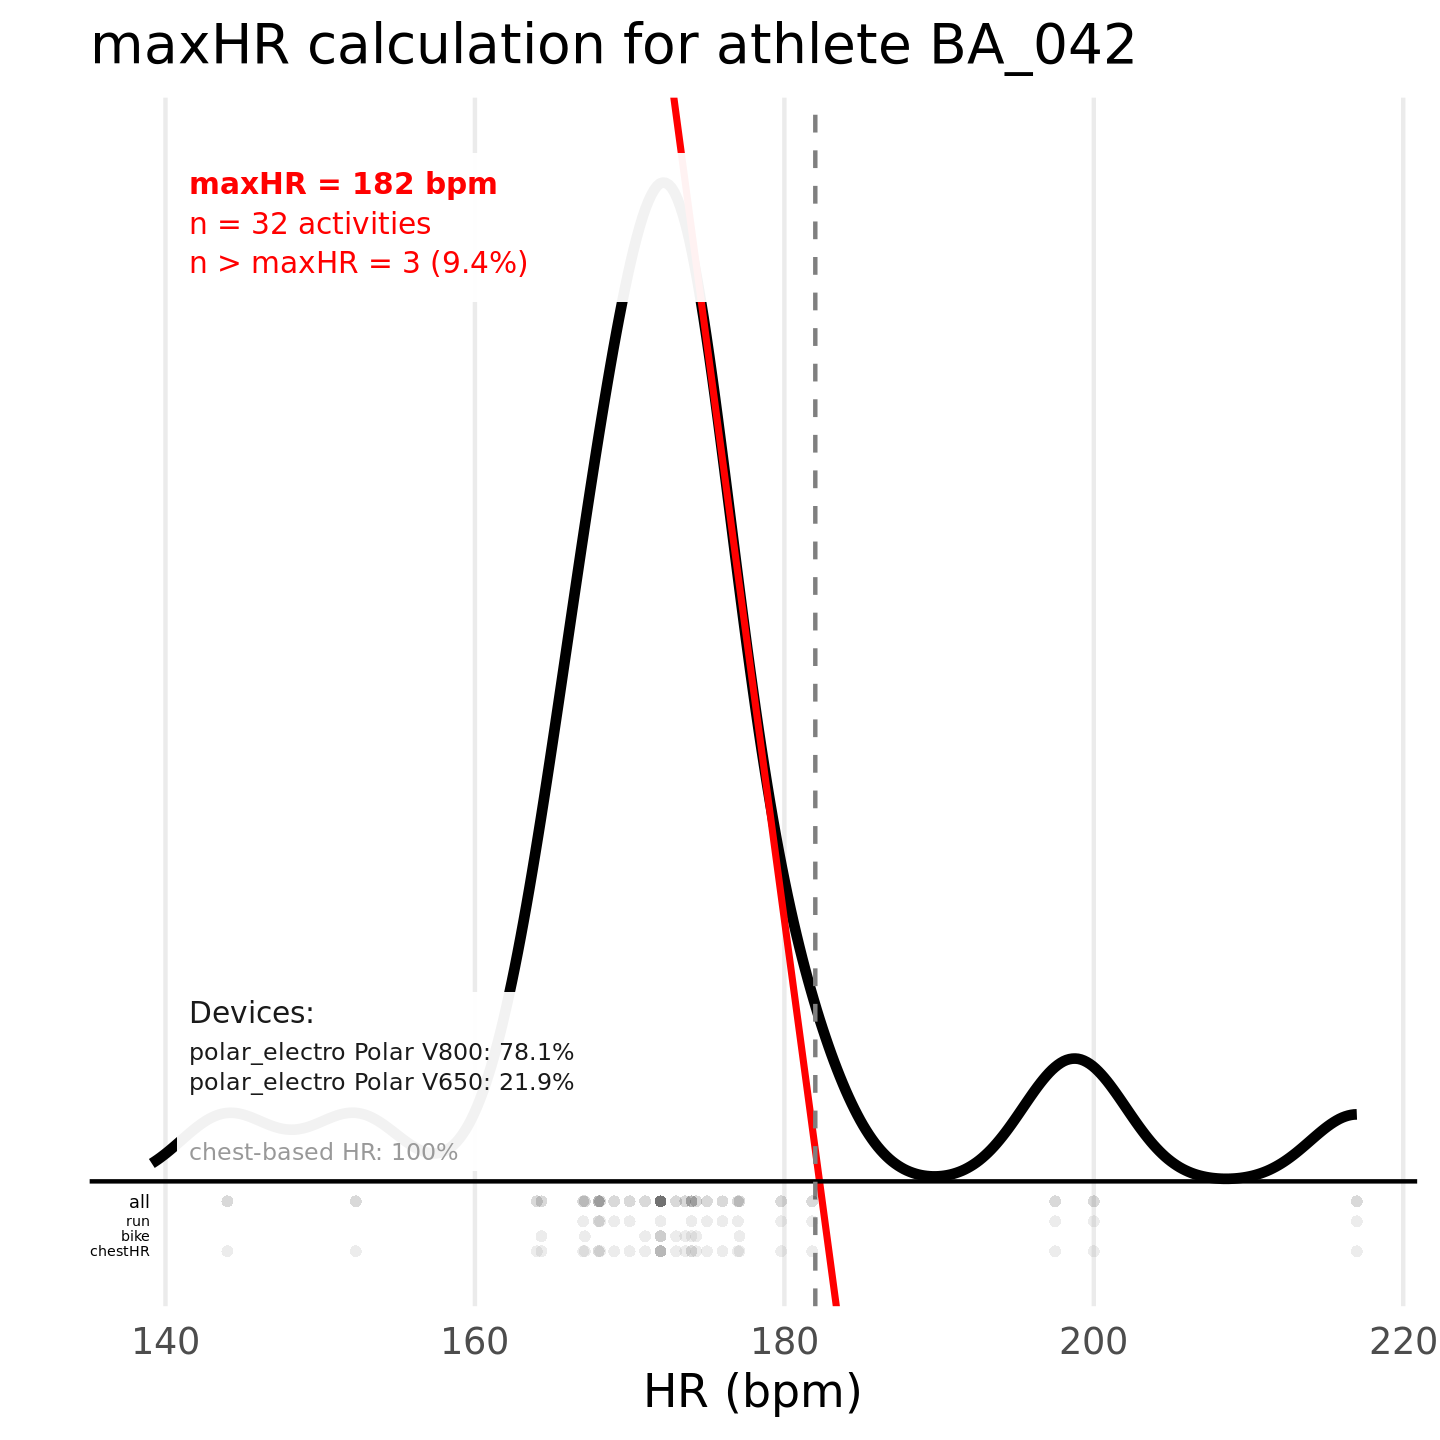 maxHR calculation for athlete BA_042
maxHR = 182 bpm
n = 32 activities
n > maxHR = 3 (9.4%)
Devices:
polar_electro Polar V800: 78.1%
polar_electro Polar V650: 21.9%
chest-based HR: 100%
all
run
bike
chestHR
140 160 180 200 220
HR (bpm)